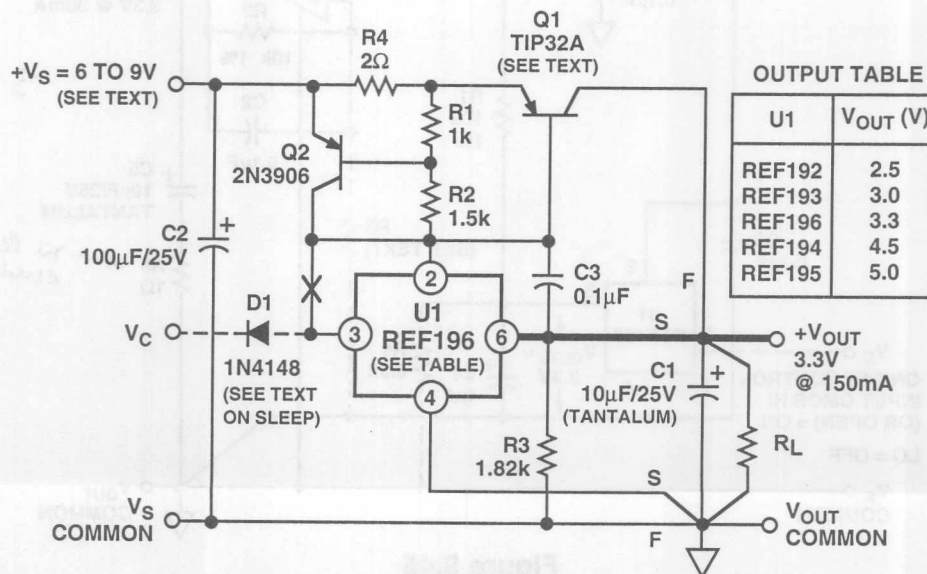 Q1
TIP32A
(SEE TEXT)
R4
2Ω
+VS = 6 TO 9V
(SEE TEXT)
R1
1k
Q2
2N3906
R2
1.5k
C2
+
100µF/25V
C3
0.1µF
F
2
U1
REF196
(SEE TABLE)
3
6
4
D1
VC
1N4148
(SEE TEXT
ON SLEEP)
S
+VOUT
3.3V
@ 150mA
C1
+
10µF/25V
(TANTALUM)
R3
1.82k
RL
S
VS
COMMON
F
VOUT
COMMON
OUTPUT TABLE
U1 VOUT (V)
REF192 2.5
REF193 3.0
REF196 3.3
REF194 4.5
REF195 5.0